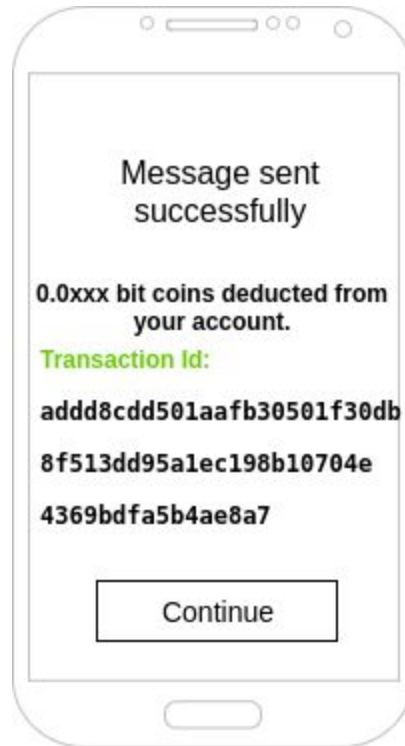 Message sent
successfully
0.0xxx bit coins deducted from
your account.
Transaction Id:
addd8cdd501aafb30501f30db
8f513dd95a1ec198b10704e
4369bdfa5b4ae8a7
Continue